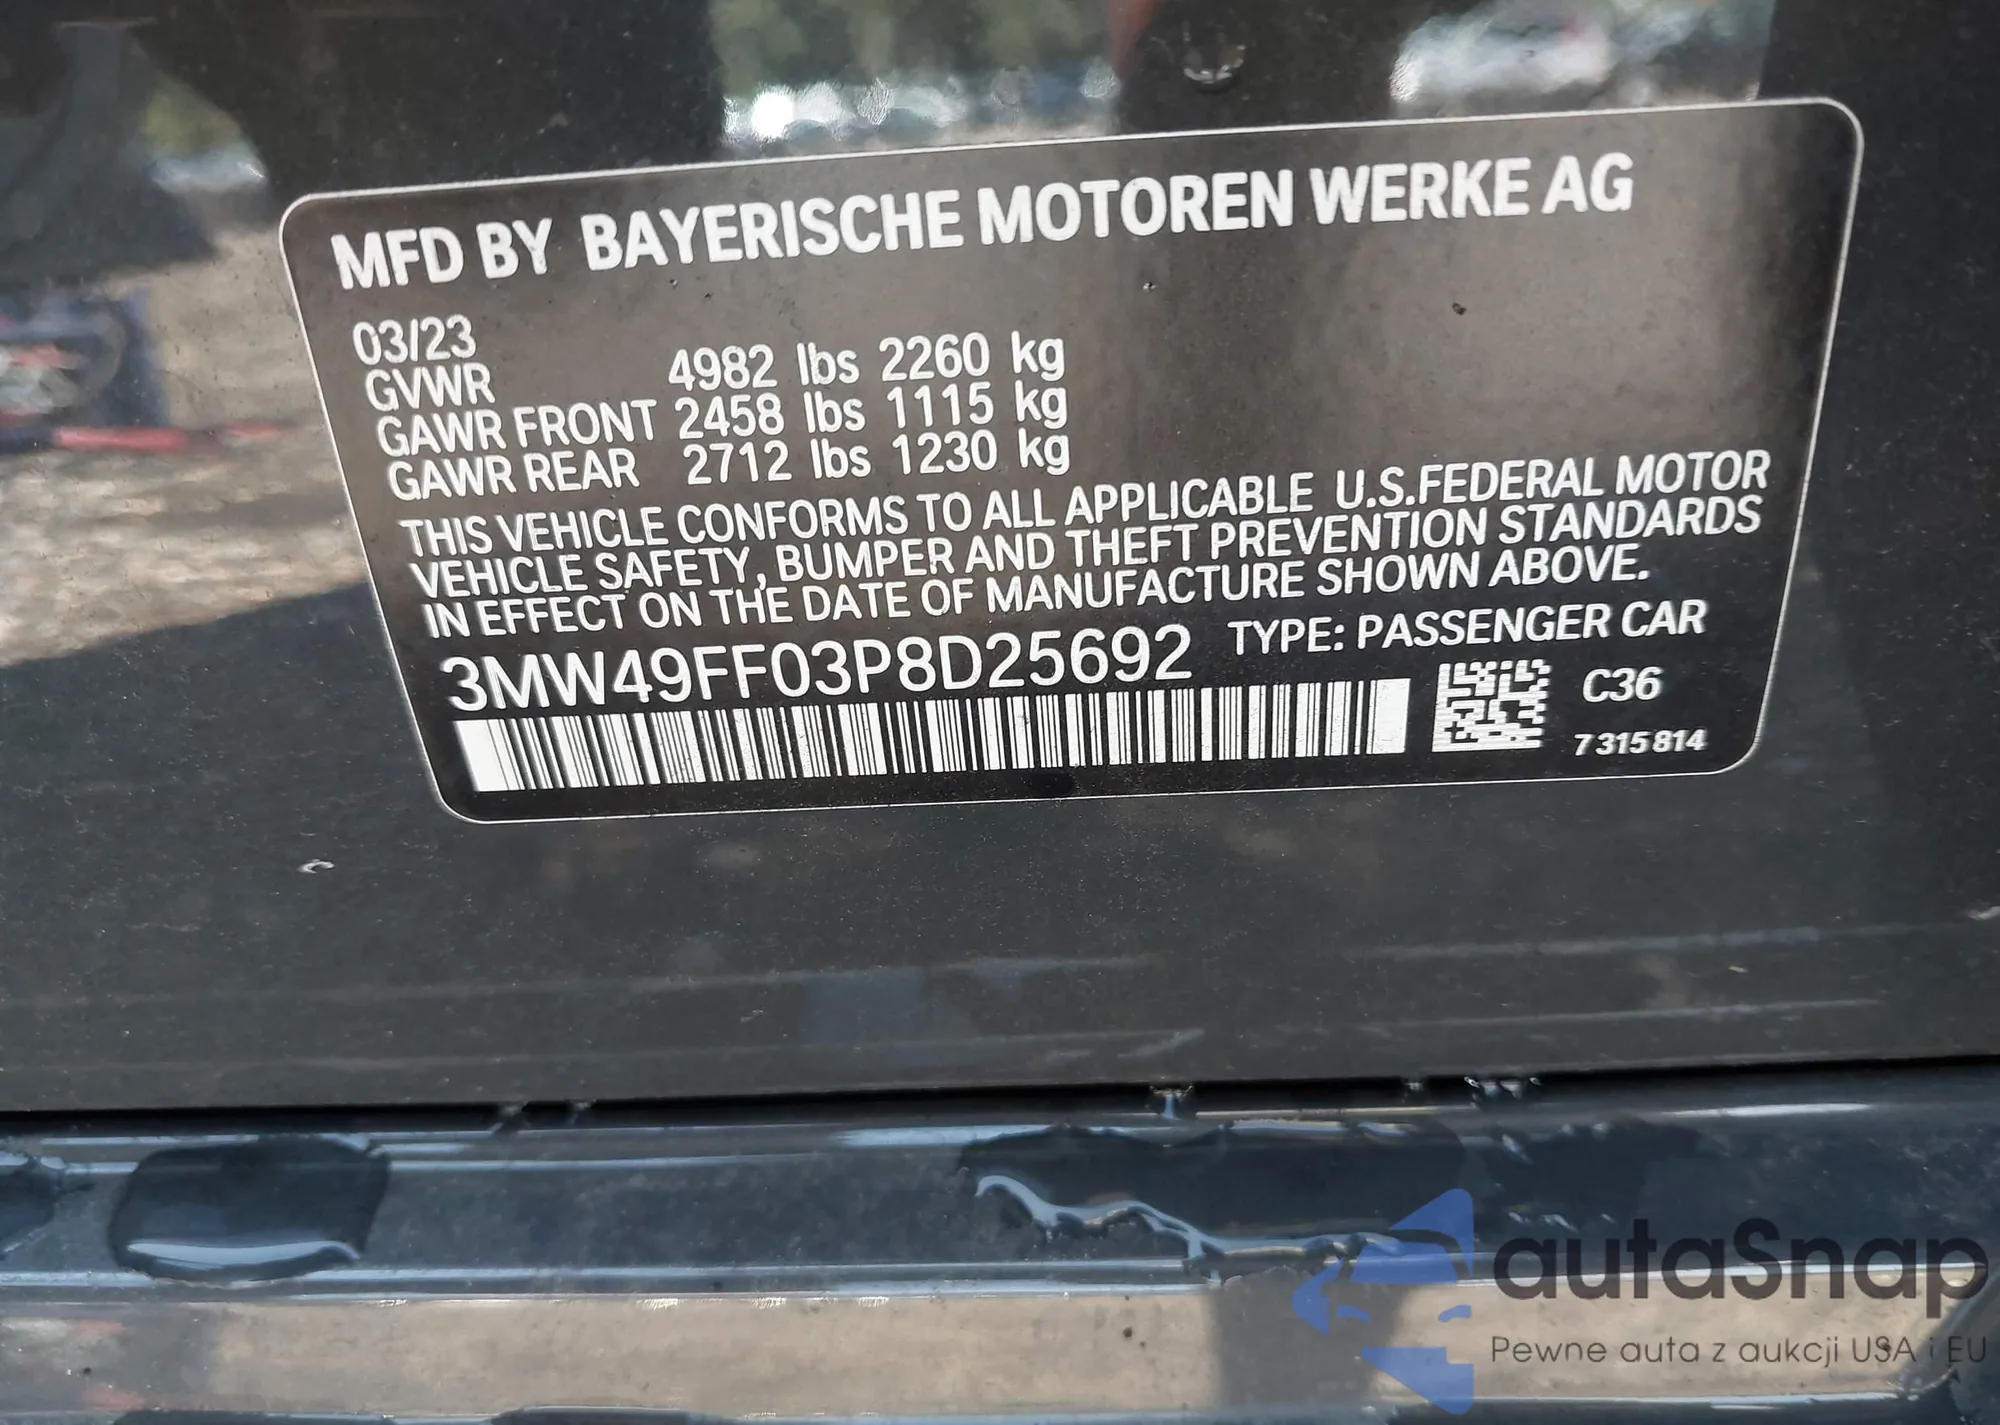 MFD BY BAYERISCHE MOTOREN WERKE AG
03/23
GVWR 4982 lbs 2260 kg
GAWR FRONT 2458 lbs 1115 kg
GAWR REAR 2712 lbs 1230 kg
THIS VEHICLE CONFORMS TO ALL APPLICABLE U.S.FEDERAL MOTOR
VEHICLE SAFETY, BUMPER AND THEFT PREVENTION STANDARDS
IN EFFECT ON THE DATE OF MANUFACTURE SHOWN ABOVE.
3MW49FF03P8D25692 TYPE: PASSENGER CAR
C36
7 315 814
autaSnap
Pewne auta z aukcji USA i EU